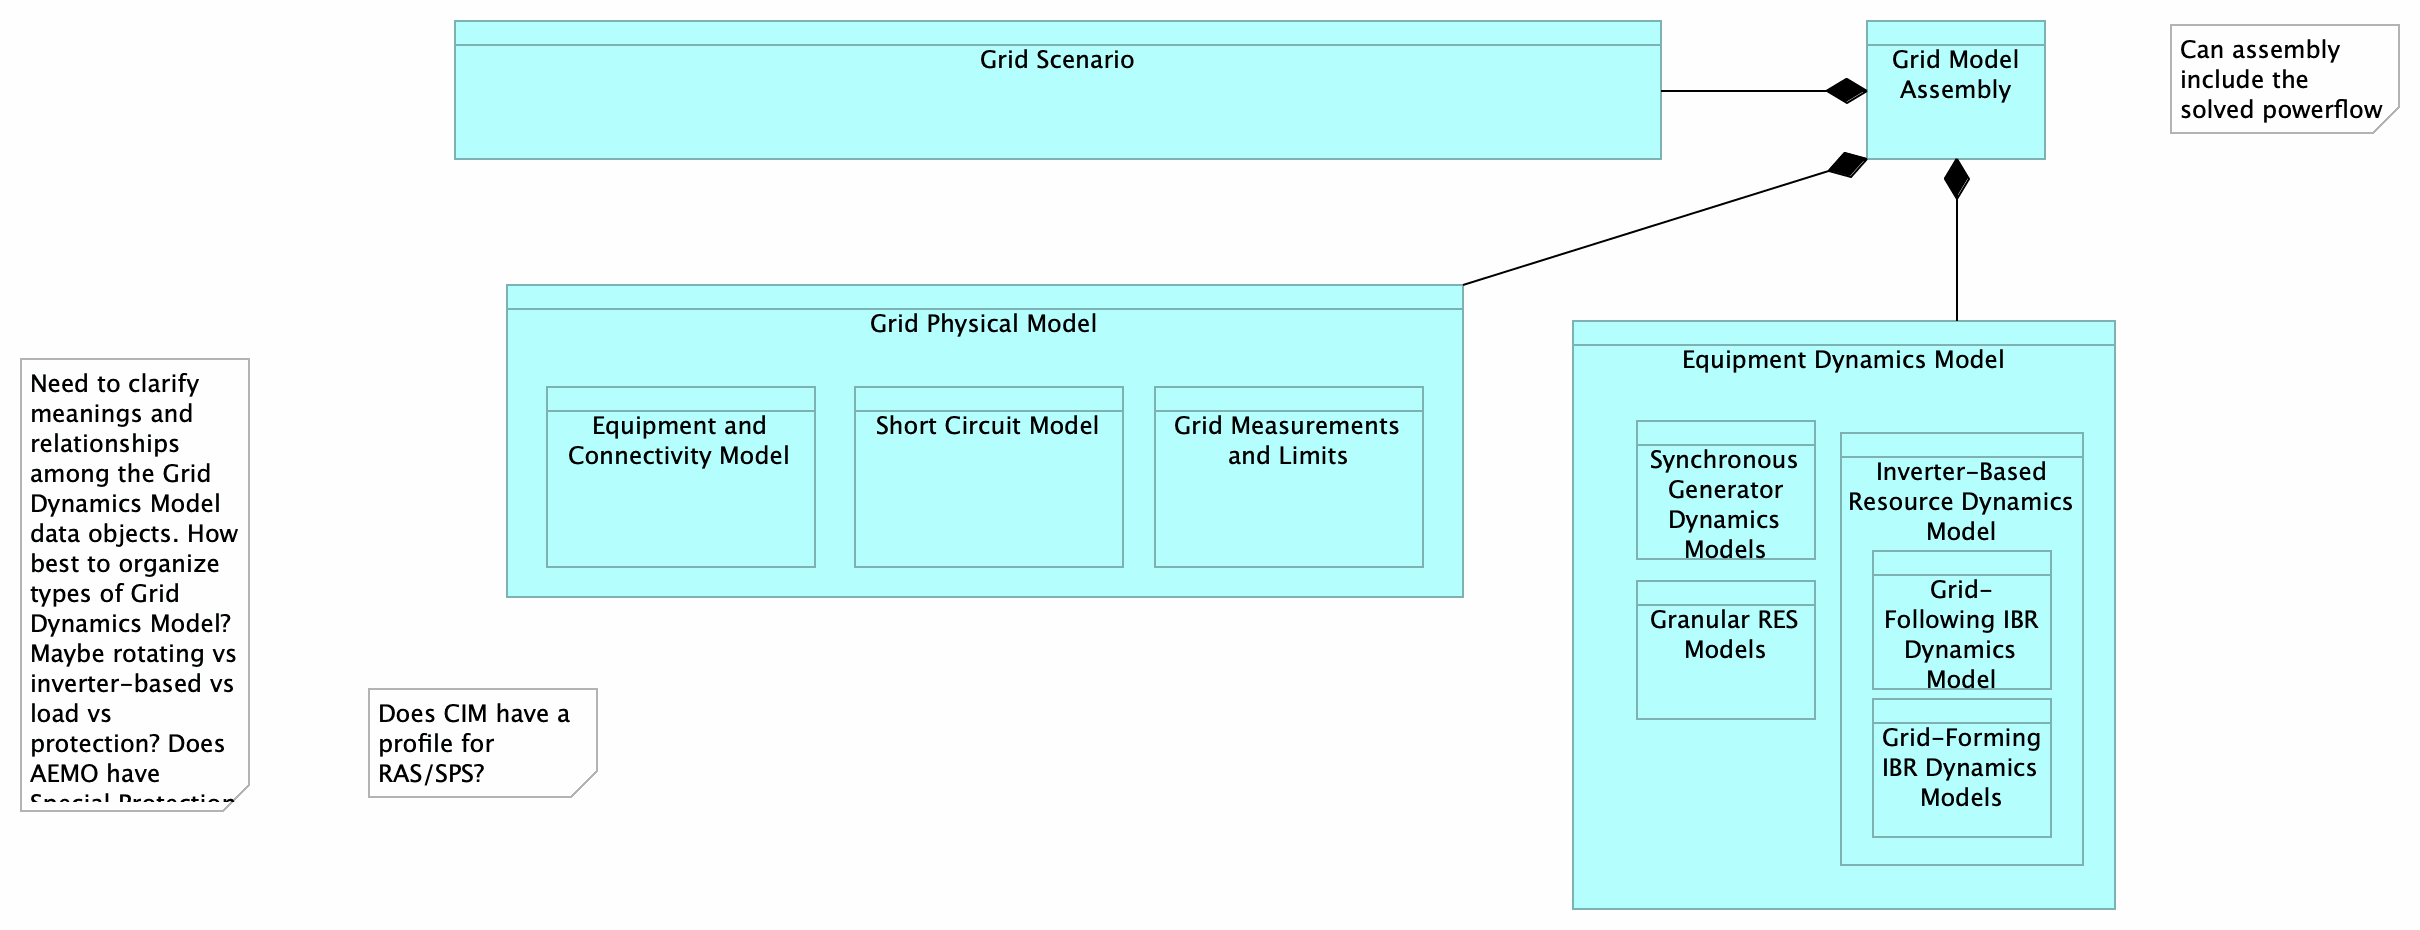 Grid Scenario
Grid Model
Assembly
Can assembly
include the
solved powerflow
Grid Physical Model
Equipment and
Connectivity Model
Short Circuit Model
Grid Measurements
and Limits
Equipment Dynamics Model
Synchronous
Generator
Dynamics
Models
Granular RES
Models
Inverter-Based
Resource Dynamics
Model
Grid-
Following IBR
Dynamics
Model
Grid-Forming
IBR Dynamics
Models
Need to clarify
meanings and
relationships
among the Grid
Dynamics Model
data objects. How
best to organize
types of Grid
Dynamics Model?
Maybe rotating vs
inverter-based vs
load vs
protection? Does
AEMO have
Special Protection
Does CIM have a
profile for
RAS/SPS?